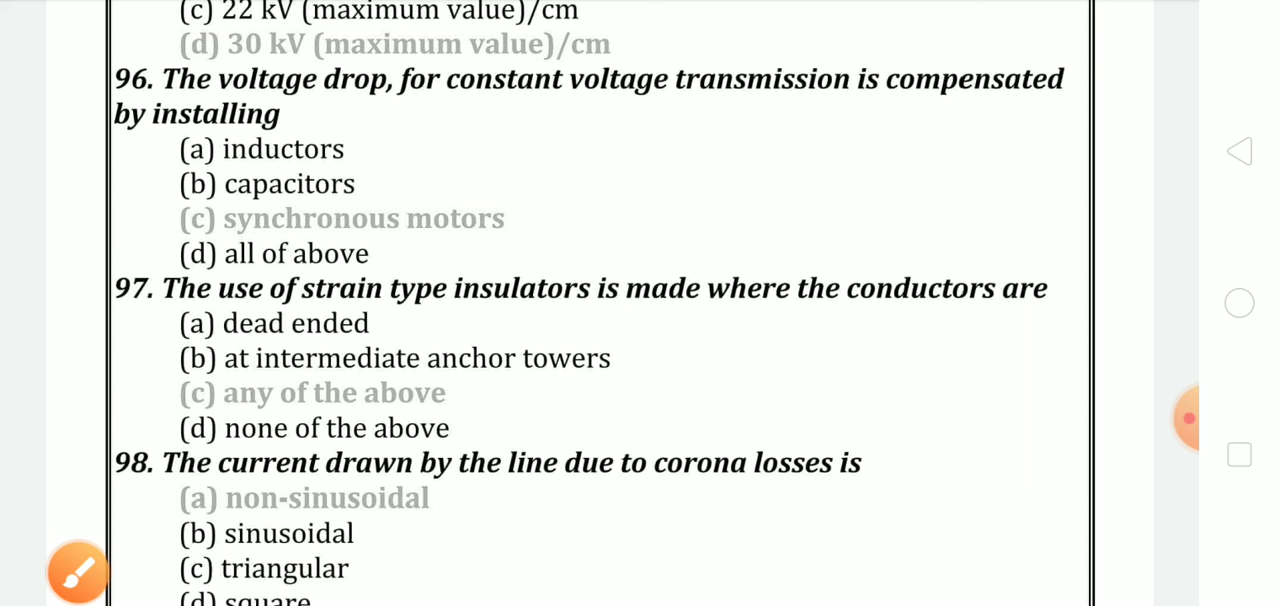 (c) 22 kV (maximum value)/cm
(d) 30 kV (maximum value)/cm
96. The voltage drop, for constant voltage transmission is compensated
by installing
(a) inductors
(b) capacitors
(c) synchronous motors
(d) all of above
97. The use of strain type insulators is made where the conductors are
(a) dead ended
(b) at intermediate anchor towers
(c) any of the above
(d) none of the above
98. The current drawn by the line due to corona losses is
(a) non-sinusoidal
(b) sinusoidal
(c) triangular
(d) square